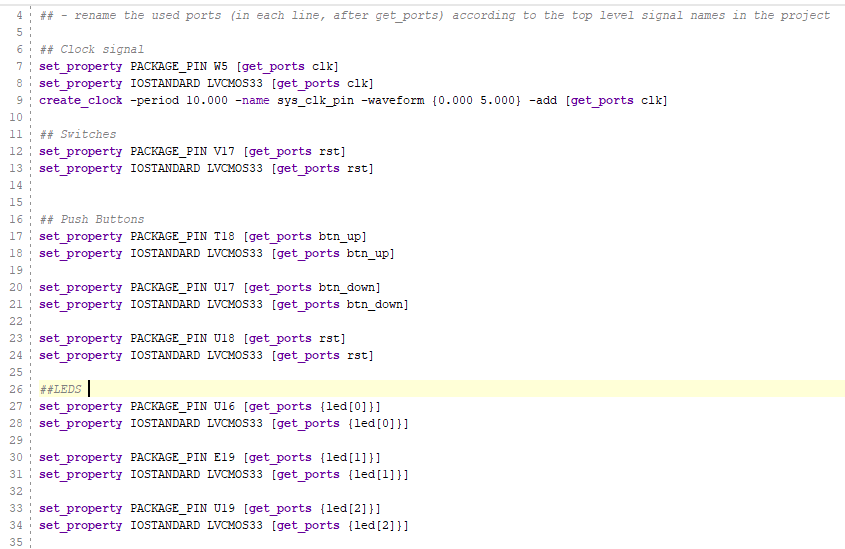 4 ## - rename the used ports (in each line, after get_ports) according to the top level signal names in the project
5
6 ## Clock signal
7 set_property PACKAGE_PIN W5 [get_ports clk]
8 set_property IOSTANDARD LVCMOS33 [get_ports clk]
9 create_clock -period 10.000 -name sys_clk_pin -waveform {0.000 5.000} -add [get_ports clk]
10
11 ## Switches
12 set_property PACKAGE_PIN V17 [get_ports rst]
13 set_property IOSTANDARD LVCMOS33 [get_ports rst]
14
15
16 ## Push Buttons
17 set_property PACKAGE_PIN T18 [get_ports btn_up]
18 set_property IOSTANDARD LVCMOS33 [get_ports btn_up]
19
20 set_property PACKAGE_PIN U17 [get_ports btn_down]
21 set_property IOSTANDARD LVCMOS33 [get_ports btn_down]
22
23 set_property PACKAGE_PIN U18 [get_ports rst]
24 set_property IOSTANDARD LVCMOS33 [get_ports rst]
25
26 ##LEDS
27 set_property PACKAGE_PIN U16 [get_ports {led[0]}]
28 set_property IOSTANDARD LVCMOS33 [get_ports {led[0]}]
29
30 set_property PACKAGE_PIN E19 [get_ports {led[1]}]
31 set_property IOSTANDARD LVCMOS33 [get_ports {led[1]}]
32
33 set_property PACKAGE_PIN U19 [get_ports {led[2]}]
34 set_property IOSTANDARD LVCMOS33 [get_ports {led[2]}]
35